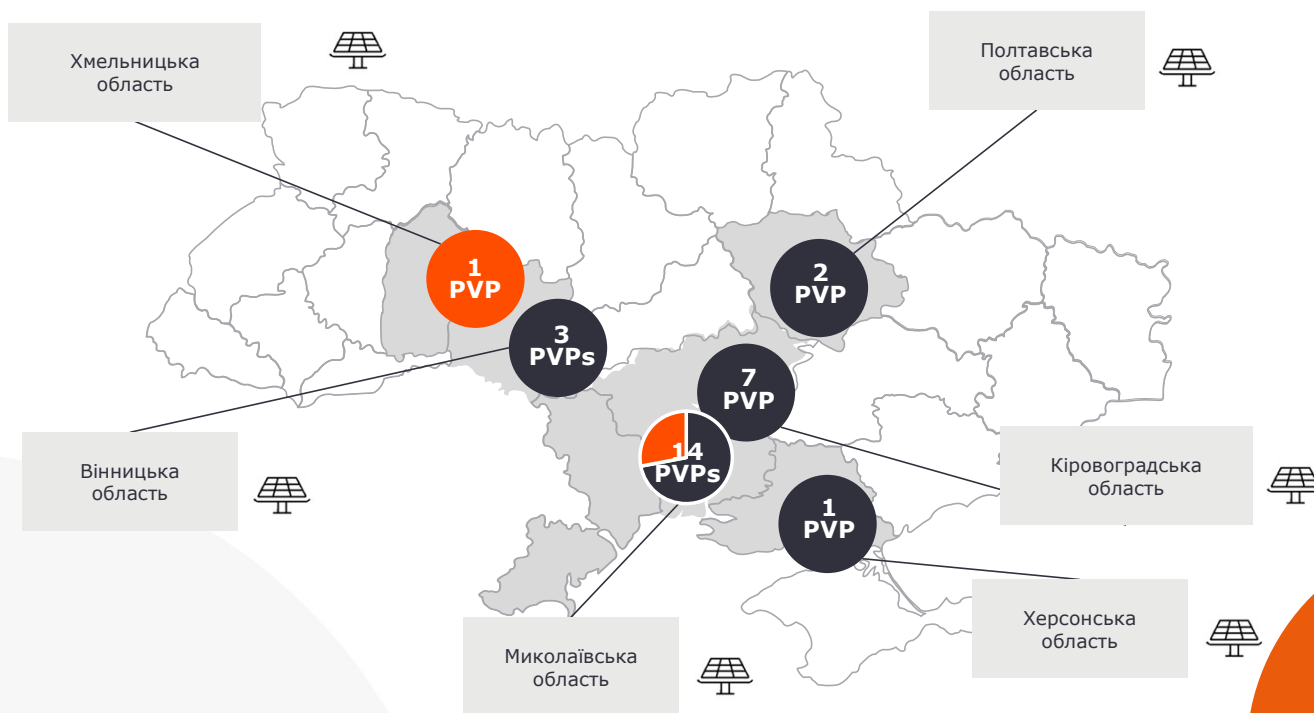 Хмельницька
область
Полтавська
область
1
PVP
2
PVP
3
PVPs
7
PVP
14
PVPs
Вінницька
область
Кіровоградська
область
1
PVP
Херсонська
область
Миколаївська
область